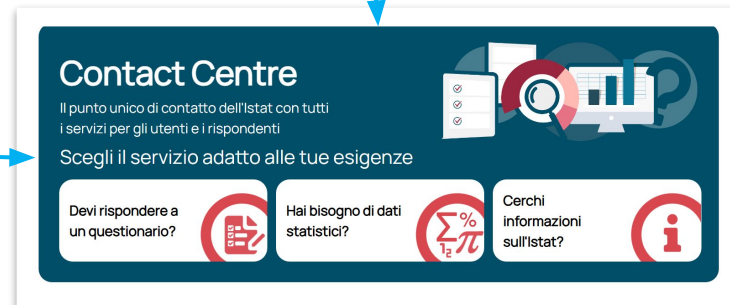 Contact Centre
Il punto unico di contatto dell'Istat con tutti
i servizi per gli utenti e i rispondenti
Scegli il servizio adatto alle tue esigenze
Devi rispondere a
un questionario?
Hai bisogno di dati
statistici?
Σ%
1₂π
Cerchi
informazioni
sull'Istat?
i